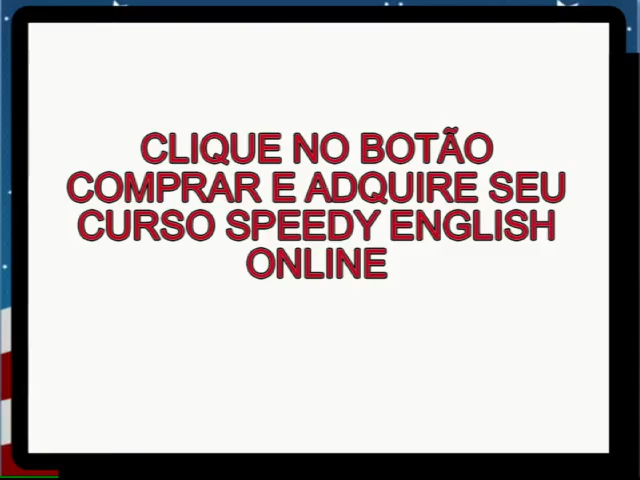 CLIQUE NO BOTÃO
COMPRAR E ADQUIRE SEU
CURSO SPEEDY ENGLISH
ONLINE